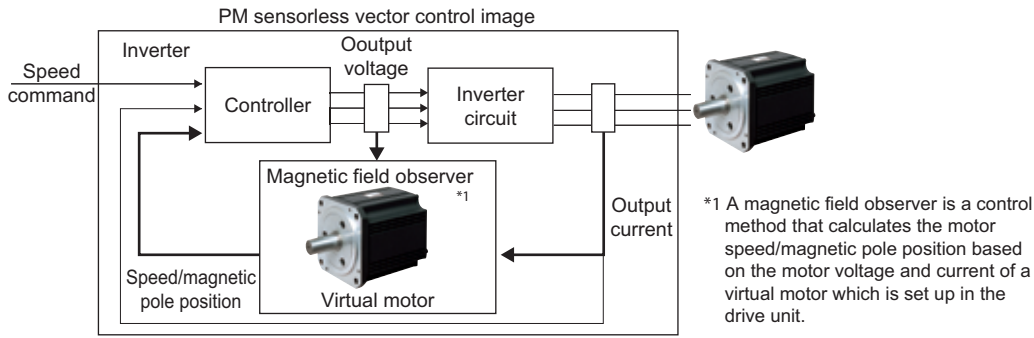 PM sensorless vector control image
Inverter
Ooutput
voltage
Speed
command
Controller
Inverter
circuit
Magnetic field observer
*1
Output
current
Speed/magnetic
pole position
Virtual motor
*1 A magnetic field observer is a control
method that calculates the motor
speed/magnetic pole position based
on the motor voltage and current of a
virtual motor which is set up in the
drive unit.